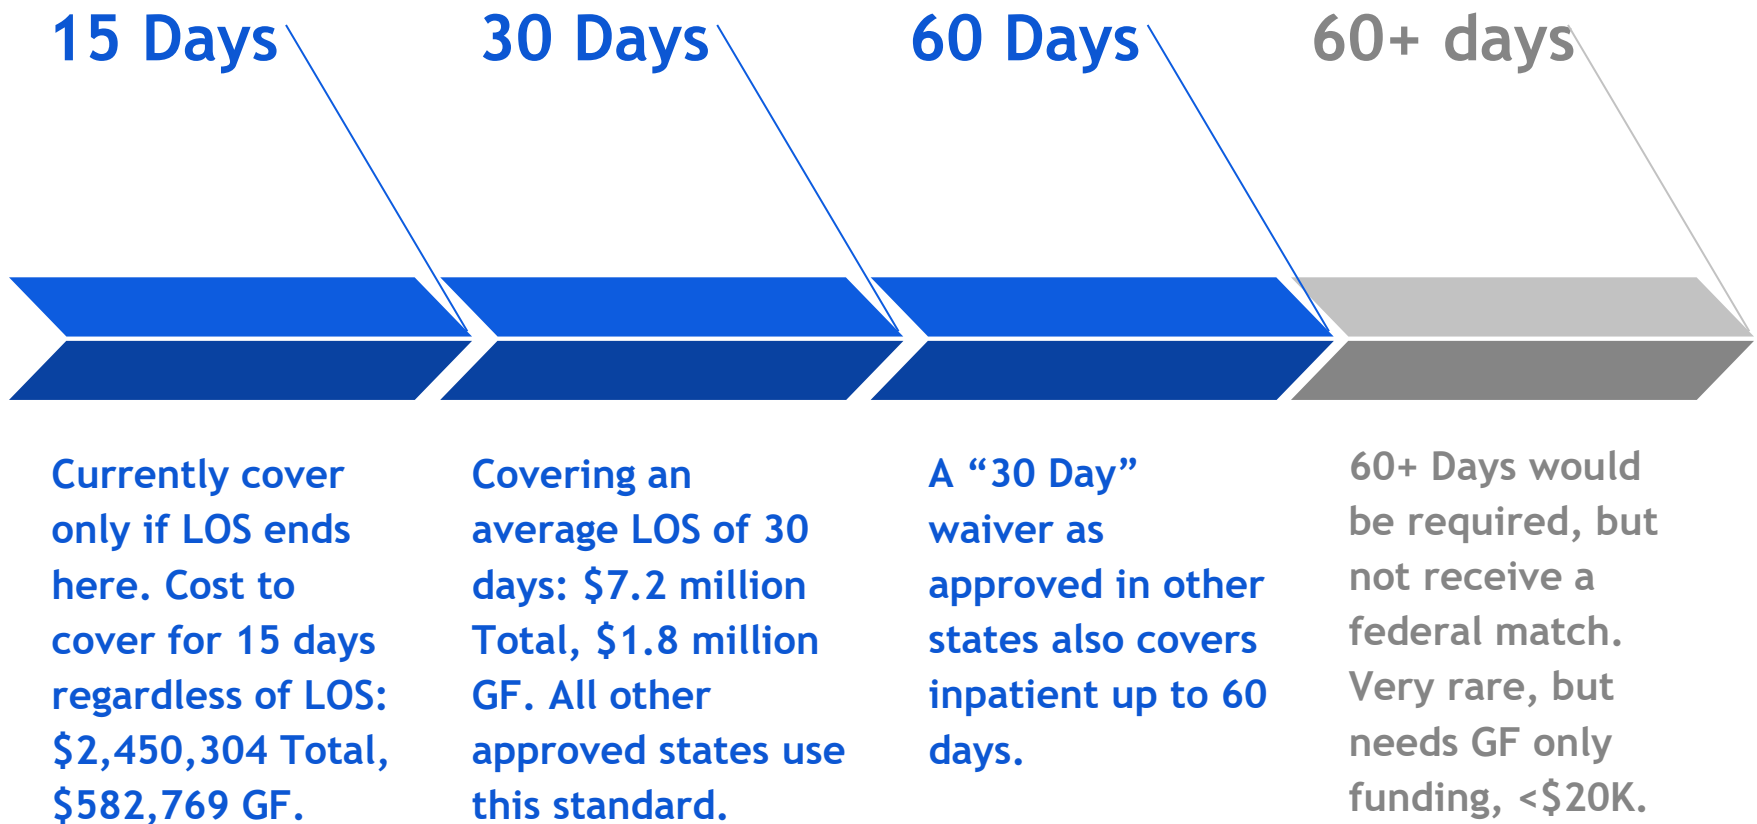 15 Days
30 Days
60 Days
60+ days
Currently cover
only if LOS ends
here. Cost to
cover for 15 days
regardless of LOS:
$2,450,304 Total,
$582,769 GF.
Covering an
average LOS of 30
days: $7.2 million
Total, $1.8 million
GF. All other
approved states use
this standard.
A “30 Day”
waiver as
approved in other
states also covers
inpatient up to 60
days.
60+ Days would
be required, but
not receive a
federal match.
Very rare, but
needs GF only
funding, <$20K.